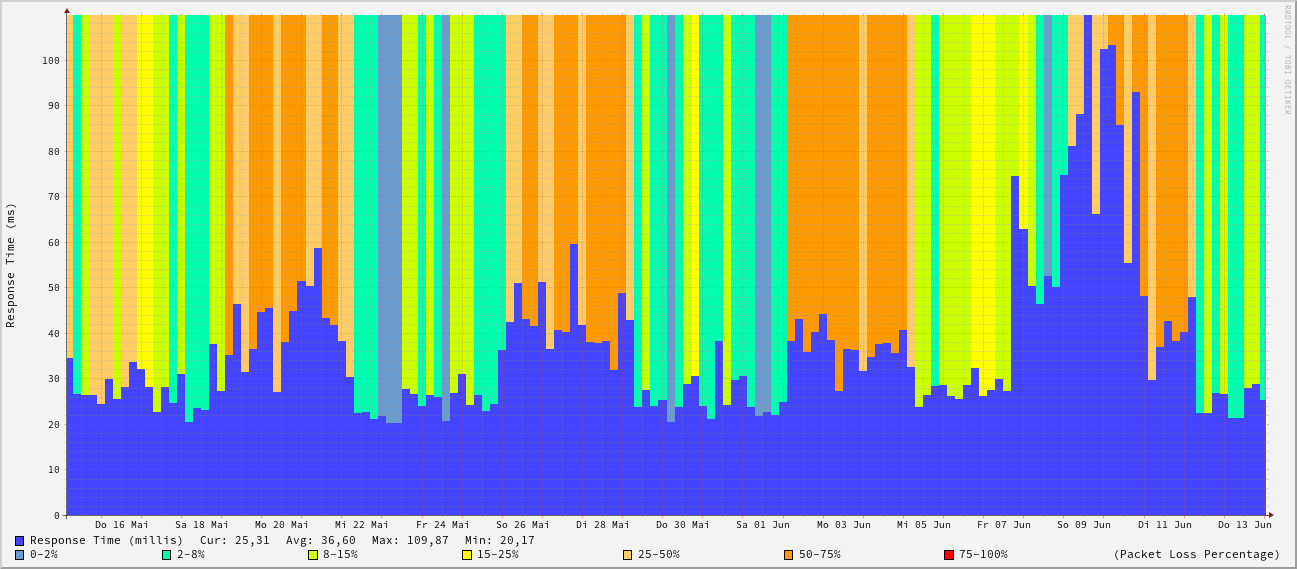 RRDTOOL / TOBI OETIKER
Response Time (ms)
100
90
80
70
60
50
40
30
20
10
0
Do 16 Mai Sa 18 Mai Mo 20 Mai Mi 22 Mai Fr 24 Mai So 26 Mai Di 28 Mai Do 30 Mai Sa 01 Jun Mo 03 Jun Mi 05 Jun Fr 07 Jun So 09 Jun Di 11 Jun Do 13 Jun
Response Time (millis) Cur: 25,31 Avg: 36,60 Max: 109,87 Min: 20,17
0-2% 2-8% 8-15% 15-25% 25-50% 50-75% 75-100% (Packet Loss Percentage)